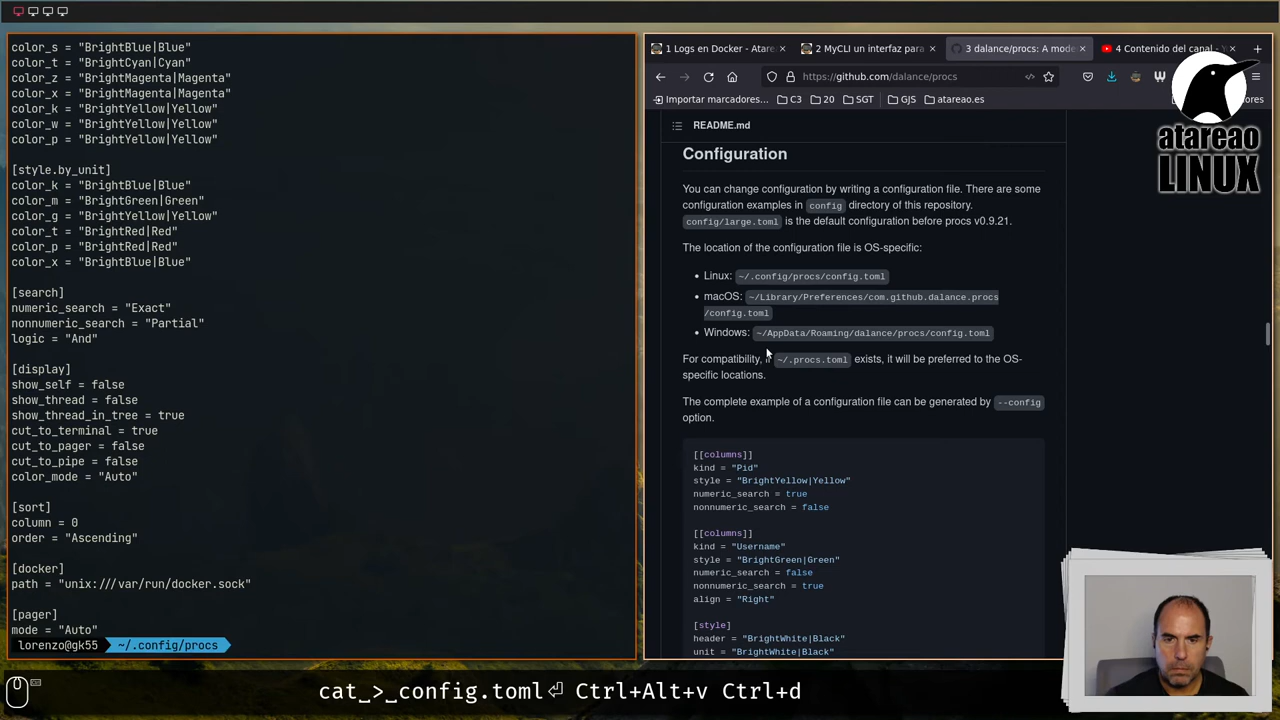 color_s = "BrightBlue|Blue"
color_t = "BrightCyan|Cyan"
color_z = "BrightMagenta|Magenta"
color_x = "BrightMagenta|Magenta"
color_k = "BrightYellow|Yellow"
color_w = "BrightYellow|Yellow"
color_p = "BrightYellow|Yellow"
[style.by_unit]
color_k = "BrightBlue|Blue"
color_m = "BrightGreen|Green"
color_g = "BrightYellow|Yellow"
color_t = "BrightRed|Red"
color_p = "BrightRed|Red"
color_x = "BrightBlue|Blue"
[search]
numeric_search = "Exact"
nonnumeric_search = "Partial"
logic = "And"
[display]
show_self = false
show_thread = false
show_thread_in_tree = true
cut_to_terminal = true
cut_to_pager = false
cut_to_pipe = false
color_mode = "Auto"
[sort]
column = 0
order = "Ascending"
[docker]
path = "unix:///var/run/docker.sock"
[pager]
mode = "Auto"
lorenzo@gk55 ~/.config/procs
1 Logs en Docker - Atare
2 MyCLI un interfaz para
3 dalance/procs: A mode
4 Contenido del canal - Y
https://github.com/dalance/procs
Importar marcadores... C3 20 SGT GJS atareao.es
atareao
LINUX
README.md
Configuration
You can change configuration by writing a configuration file. There are some
configuration examples in config directory of this repository.
config/large.toml is the default configuration before procs v0.9.21.
The location of the configuration file is OS-specific:
• Linux: ~/.config/procs/config.toml
• macOS: ~/Library/Preferences/com.github.dalance.procs
/config.toml
• Windows: ~/AppData/Roaming/dalance/procs/config.toml
For compatibility, if ~/.procs.toml exists, it will be preferred to the OS-
specific locations.
The complete example of a configuration file can be generated by --config
option.
[[columns]]
kind = "Pid"
style = "BrightYellow|Yellow"
numeric_search = true
nonnumeric_search = false
[[columns]]
kind = "Username"
style = "BrightGreen|Green"
numeric_search = false
nonnumeric_search = true
align = "Right"
[style]
header = "BrightWhite|Black"
unit = "BrightWhite|Black"
cat_>_config.toml⏎ Ctrl+Alt+v Ctrl+d